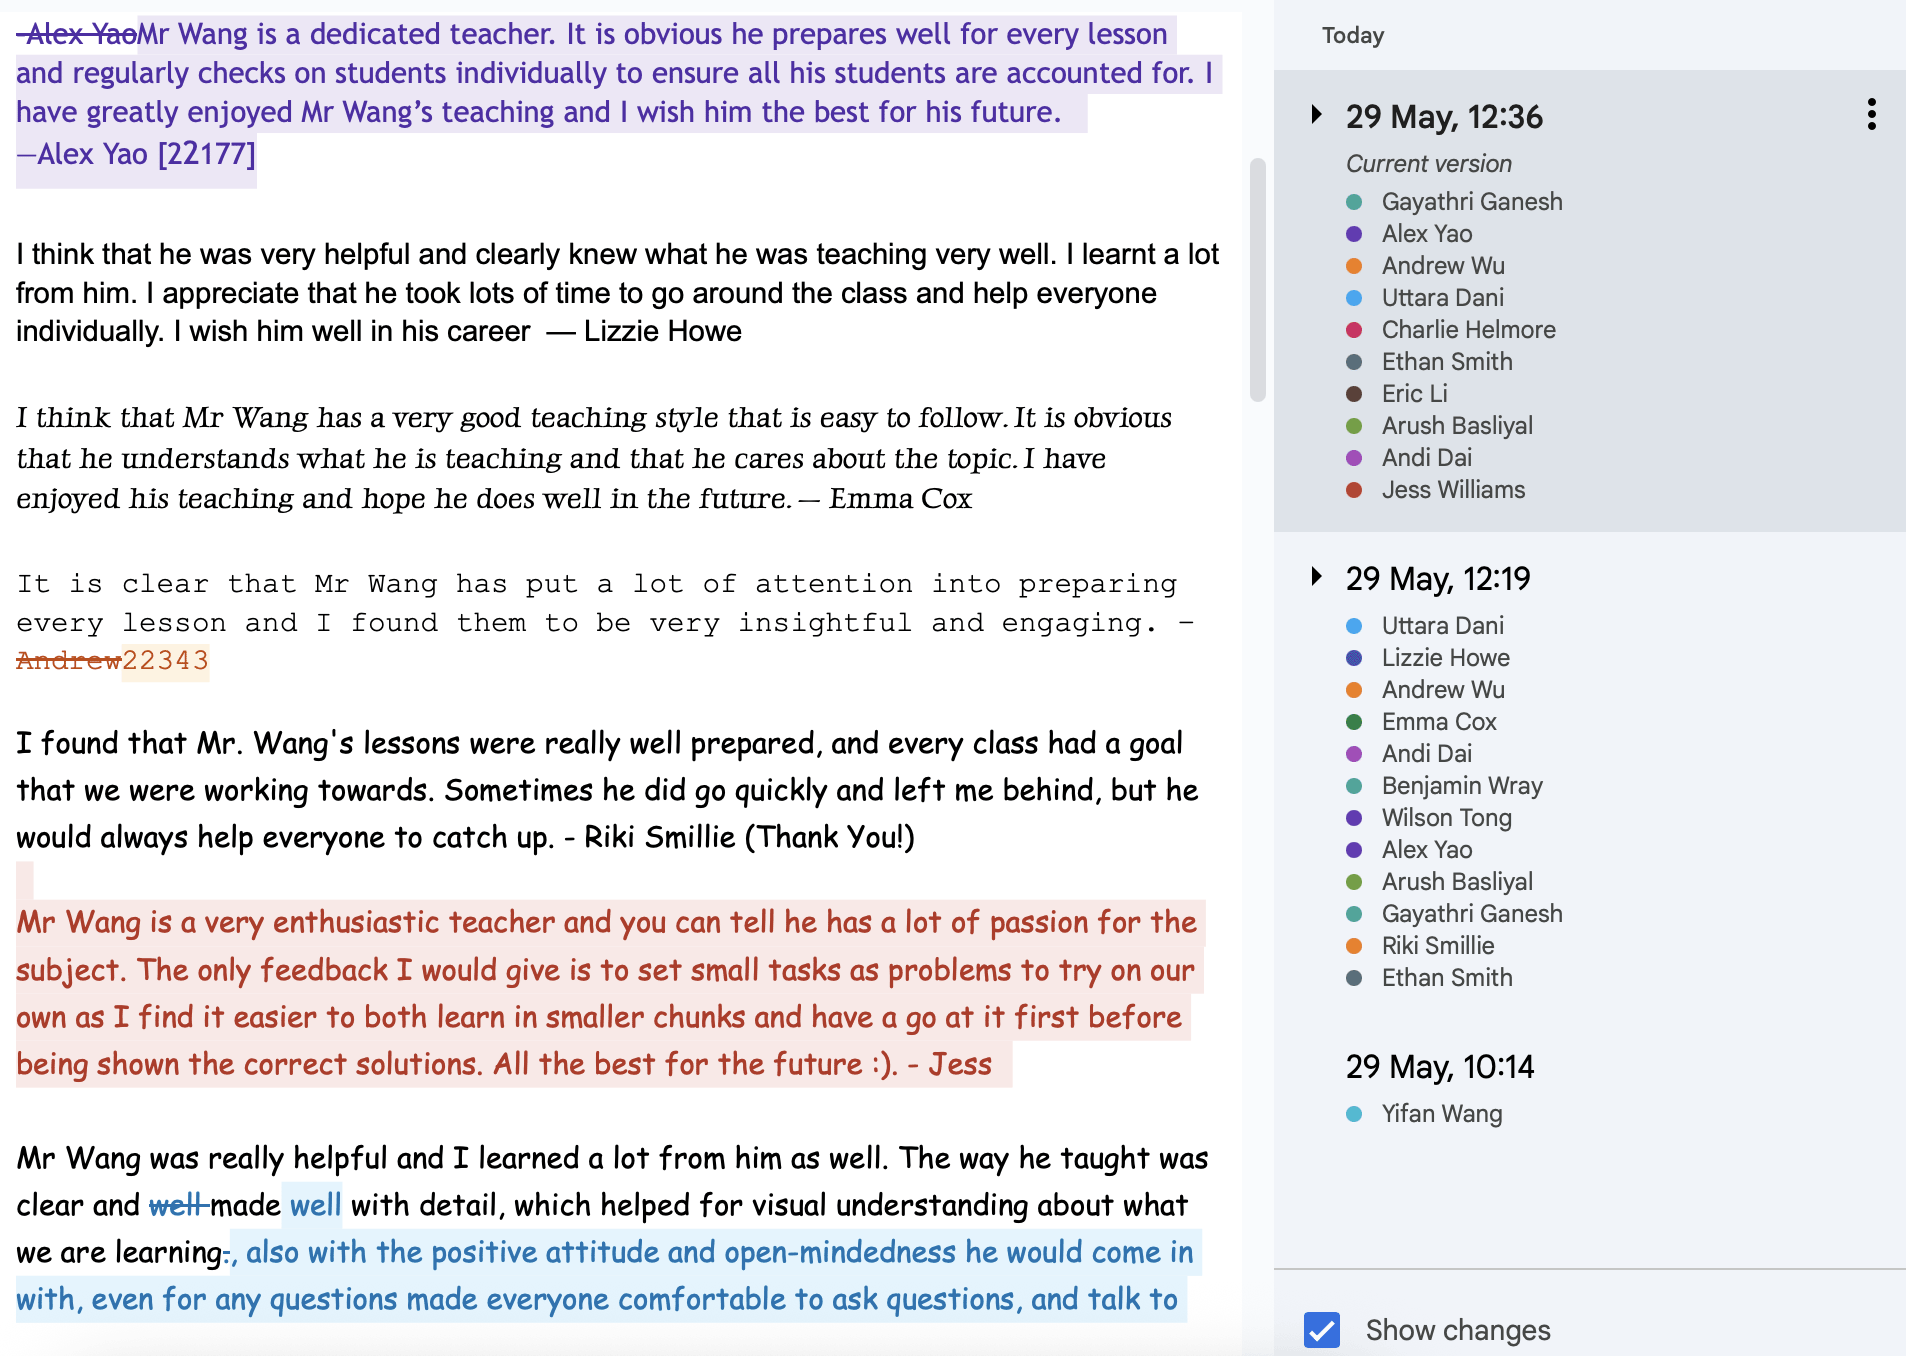 -Alex YaoMr Wang is a dedicated teacher. It is obvious he prepares well for every lesson
and regularly checks on students individually to ensure all his students are accounted for. I
have greatly enjoyed Mr Wang’s teaching and I wish him the best for his future.
—Alex Yao [22177]
I think that he was very helpful and clearly knew what he was teaching very well. I learnt a lot
from him. I appreciate that he took lots of time to go around the class and help everyone
individually. I wish him well in his career — Lizzie Howe
I think that Mr Wang has a very good teaching style that is easy to follow. It is obvious
that he understands what he is teaching and that he cares about the topic. I have
enjoyed his teaching and hope he does well in the future. — Emma Cox
It is clear that Mr Wang has put a lot of attention into preparing
every lesson and I found them to be very insightful and engaging. -
Andrew22343
I found that Mr. Wang's lessons were really well prepared, and every class had a goal
that we were working towards. Sometimes he did go quickly and left me behind, but he
would always help everyone to catch up. - Riki Smillie (Thank You!)
Mr Wang is a very enthusiastic teacher and you can tell he has a lot of passion for the
subject. The only feedback I would give is to set small tasks as problems to try on our
own as I find it easier to both learn in smaller chunks and have a go at it first before
being shown the correct solutions. All the best for the future :). - Jess
Mr Wang was really helpful and I learned a lot from him as well. The way he taught was
clear and well made well with detail, which helped for visual understanding about what
we are learning., also with the positive attitude and open-mindedness he would come in
with, even for any questions made everyone comfortable to ask questions, and talk to
Today
29 May, 12:36
Current version
Gayathri Ganesh
Alex Yao
Andrew Wu
Uttara Dani
Charlie Helmore
Ethan Smith
Eric Li
Arush Basliyal
Andi Dai
Jess Williams
29 May, 12:19
Uttara Dani
Lizzie Howe
Andrew Wu
Emma Cox
Andi Dai
Benjamin Wray
Wilson Tong
Alex Yao
Arush Basliyal
Gayathri Ganesh
Riki Smillie
Ethan Smith
29 May, 10:14
Yifan Wang
Show changes